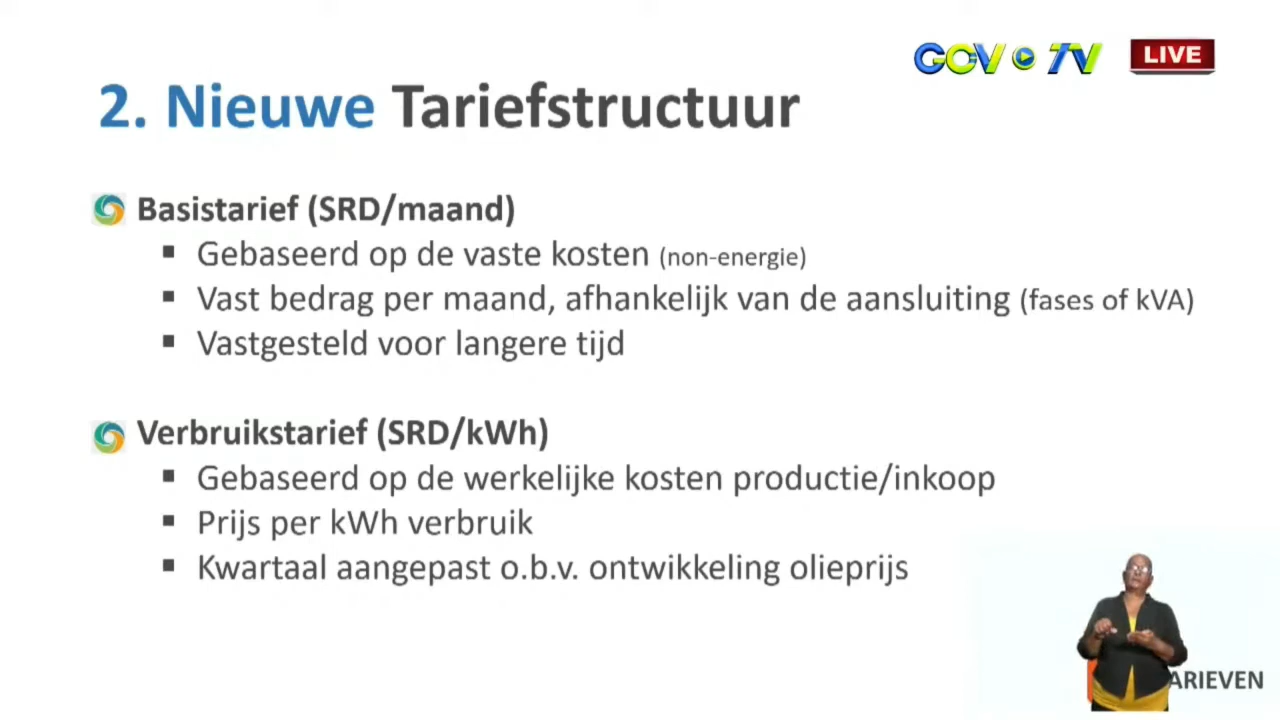 GOV TV LIVE
2. Nieuwe Tariefstructuur
Basistarief (SRD/maand)
▪ Gebaseerd op de vaste kosten (non-energie)
▪ Vast bedrag per maand, afhankelijk van de aansluiting (fases of kVA)
▪ Vastgesteld voor langere tijd
Verbruikstarief (SRD/kWh)
▪ Gebaseerd op de werkelijke kosten productie/inkoop
▪ Prijs per kWh verbruik
▪ Kwartaal aangepast o.b.v. ontwikkeling olieprijs